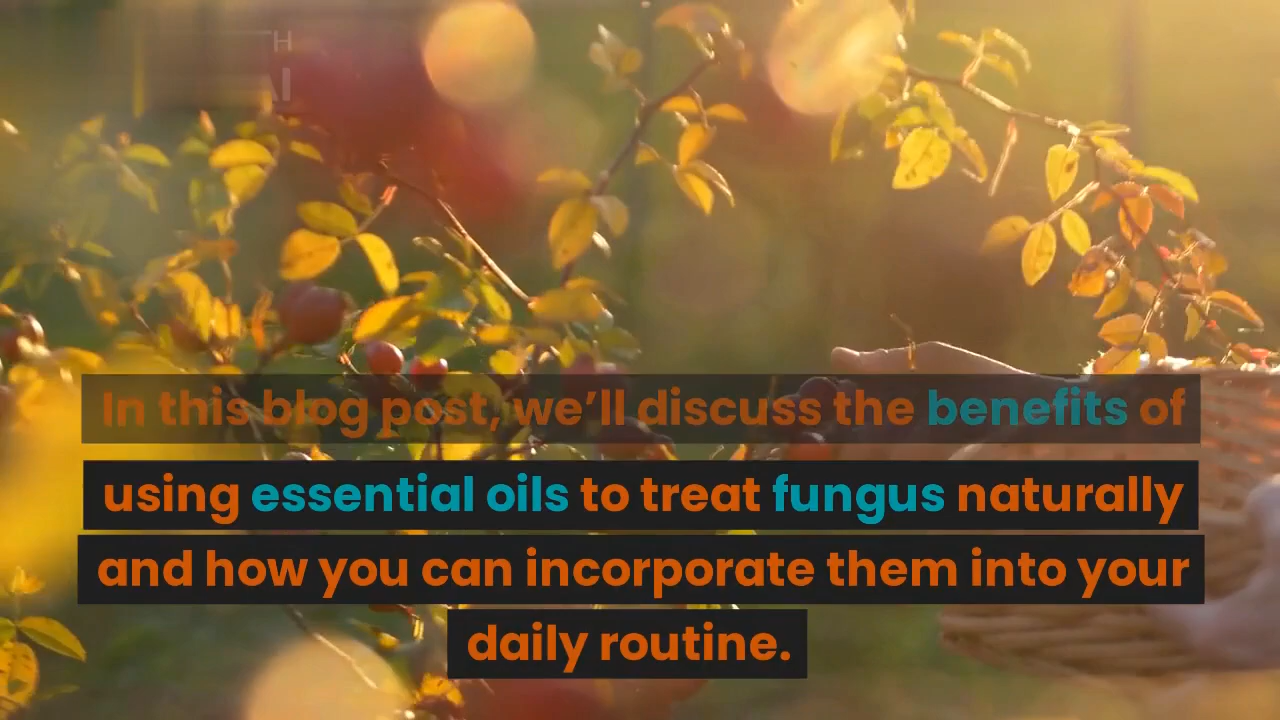 In this blog post, we’ll discuss the benefits of
using essential oils to treat fungus naturally
and how you can incorporate them into your
daily routine.